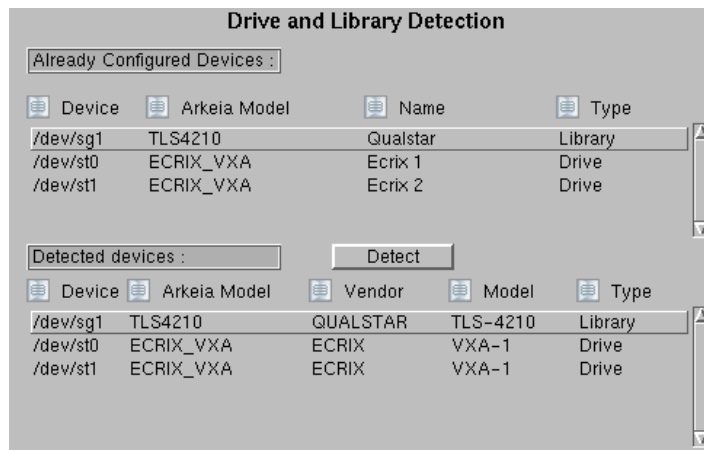 Drive and Library Detection
Already Configured Devices :
Device Arkeia Model Name Type
/dev/sg1 TLS4210 Qualstar Library
/dev/st0 ECRIX_VXA Ecrix 1 Drive
/dev/st1 ECRIX_VXA Ecrix 2 Drive
Detected devices : Detect
Device Arkeia Model Vendor Model Type
/dev/sg1 TLS4210 QUALSTAR TLS-4210 Library
/dev/st0 ECRIX_VXA ECRIX VXA-1 Drive
/dev/st1 ECRIX_VXA ECRIX VXA-1 Drive